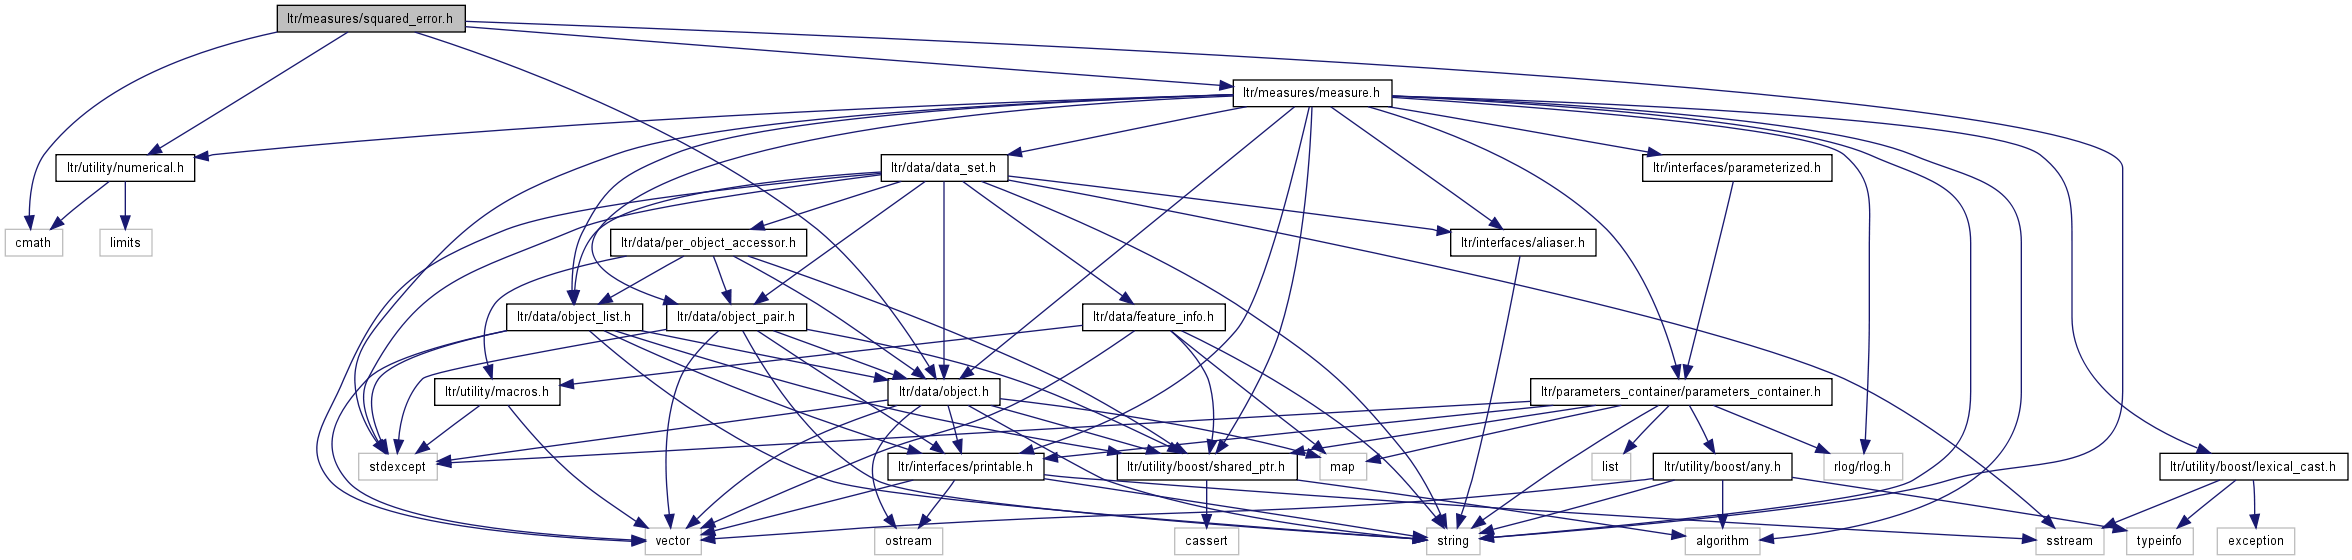 ltr/measures/squared_error.h
ltr/measures/measure.h
ltr/utility/numerical.h
ltr/data/data_set.h
ltr/interfaces/parameterized.h
cmath
limits
ltr/data/per_object_accessor.h
ltr/interfaces/aliaser.h
ltr/data/object_list.h
ltr/data/object_pair.h
ltr/data/feature_info.h
ltr/utility/macros.h
ltr/data/object.h
ltr/parameters_container/parameters_container.h
stdexcept
ltr/interfaces/printable.h
ltr/utility/boost/shared_ptr.h
map
list
ltr/utility/boost/any.h
rlog/rlog.h
ltr/utility/boost/lexical_cast.h
vector
ostream
cassert
string
algorithm
sstream
typeinfo
exception